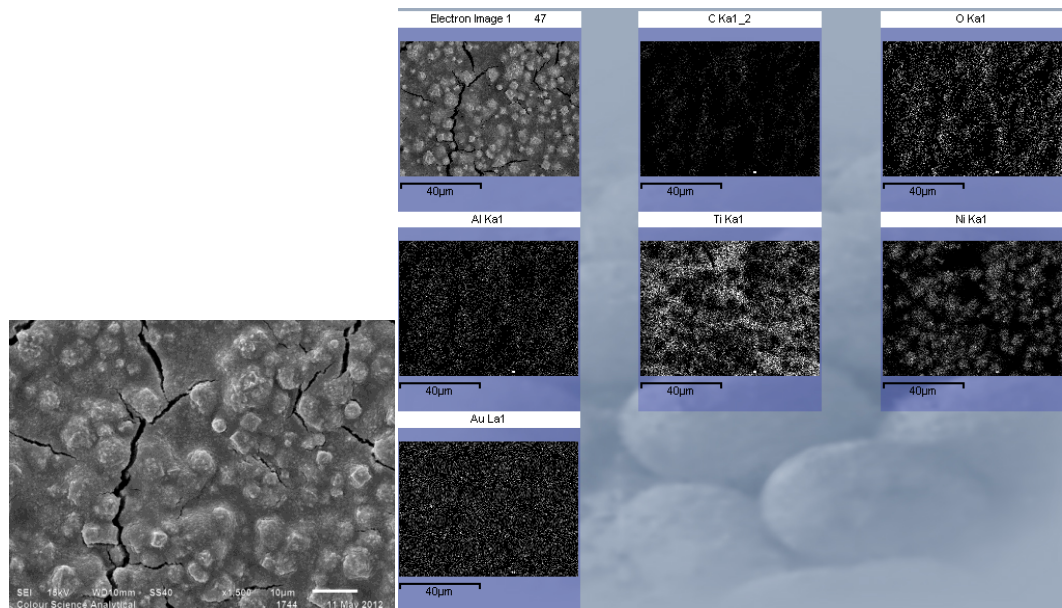 Electron Image 1 47
C Ka1_2
O Ka1
40µm
40µm
40µm
Al Ka1
Ti Ka1
Ni Ka1
40µm
40µm
40µm
Au La1
40µm
SEI 15kV WD10mm SS40 x1,500 10µm
Colour Science Analytical 1744 11 May 2012